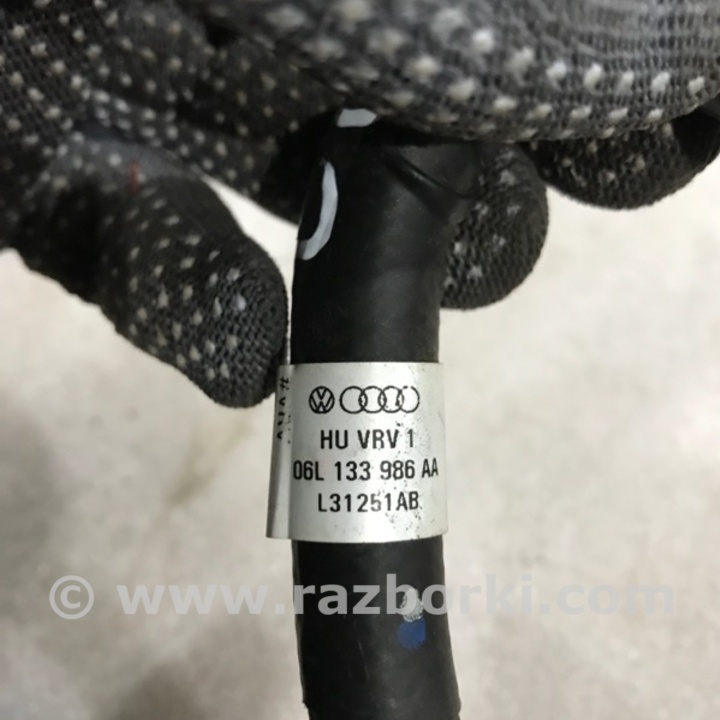 HU VRV 1
06L 133 986 AA
L31251AB
© www.razborki.com